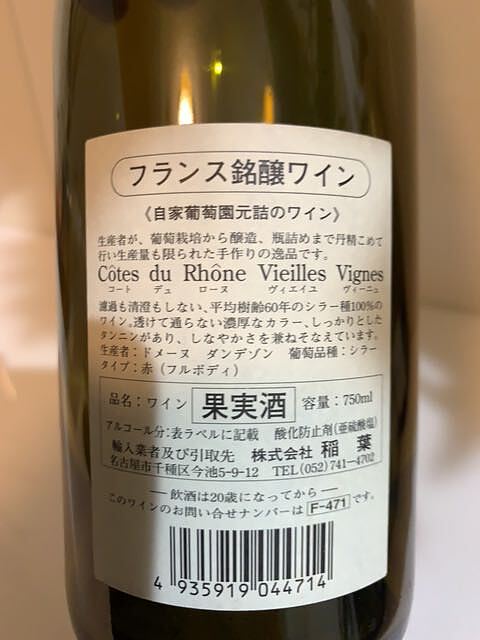 フランス銘醸ワイン
《自家葡萄園元詰のワイン》
生産者が、葡萄栽培から醸造、瓶詰めまで丹精こめて
行い生産量も限られた手作りの逸品です。
Côtes du Rhône Vieilles Vignes
コート デュ ローヌ ヴィエイユ ヴィーニュ
濾過も清澄もしない、平均樹齢60年のシラー種100%の
ワイン。透けて通らない濃厚なカラー、しっかりとした
タンニンがあり、しなやかさを兼ねそなえています。
生産者：ドメーヌ ダンデゾン 葡萄品種：シラー
タイプ：赤（フルボディ）
品名：ワイン 果実酒 容量：750ml
アルコール分：表ラベルに記載 酸化防止剤(亜硫酸塩)
輸入業者及び引取先 株式会社 稲葉
名古屋市千種区今池5-9-12 TEL(052)741-4702
― 飲酒は20歳になってから ―
このワインのお問い合せナンバーは F-471
4 935919 044714